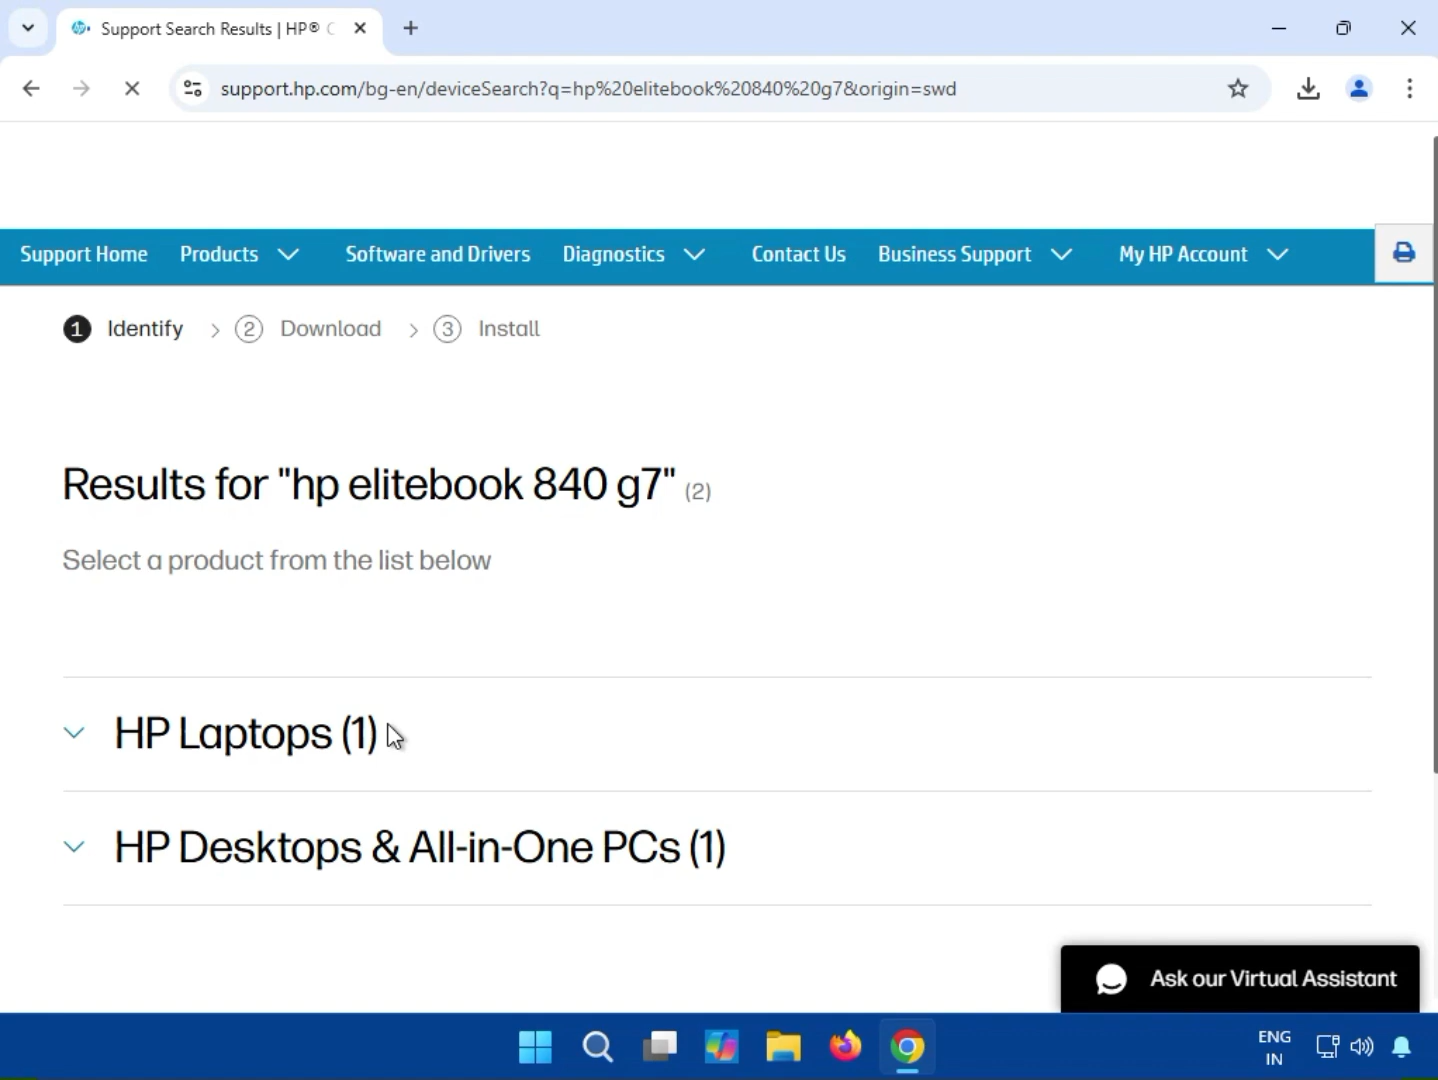 Support Search Results | HP®
support.hp.com/bg-en/deviceSearch?q=hp%20elitebook%20840%20g7&origin=swd
Support Home Products Software and Drivers Diagnostics Contact Us Business Support My HP Account
1 Identify 2 Download 3 Install
Results for "hp elitebook 840 g7" (2)
Select a product from the list below
HP Laptops (1)
HP Desktops & All-in-One PCs (1)
Ask our Virtual Assistant
ENG
IN